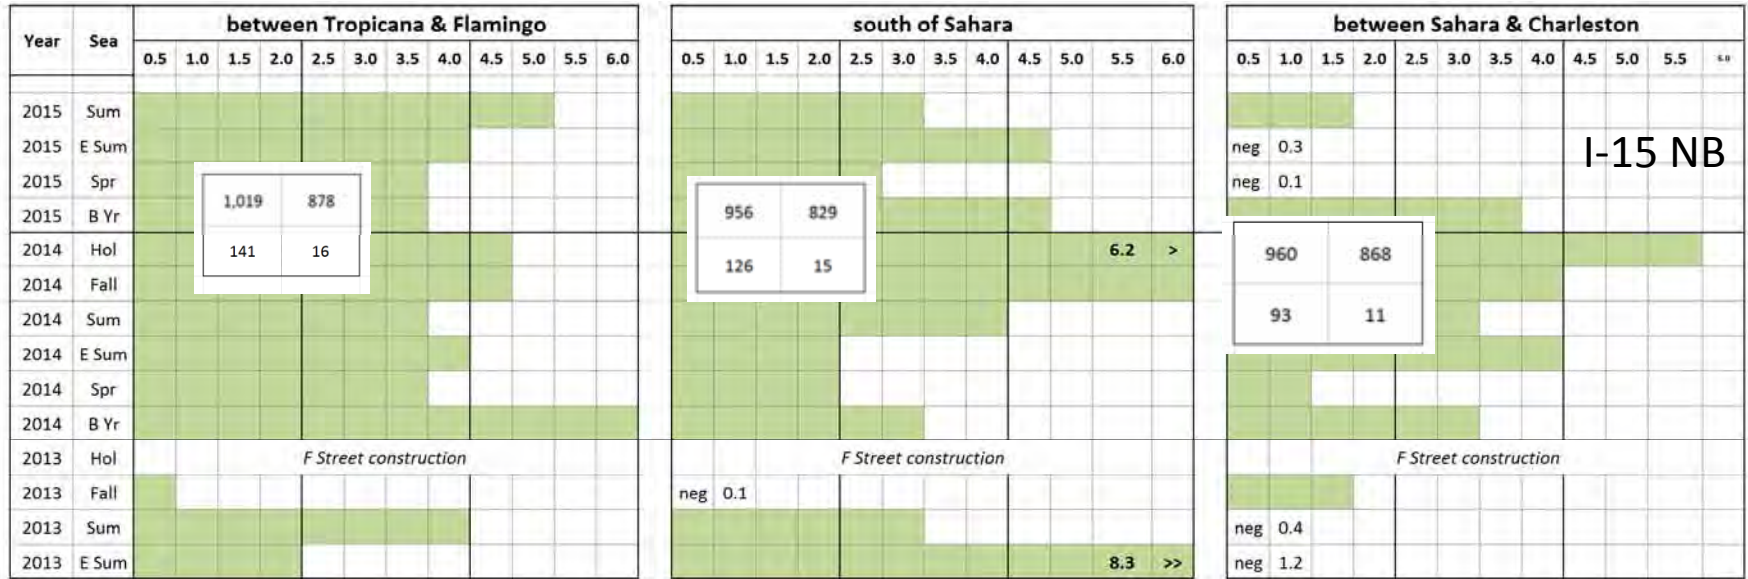 Year Sea between Tropicana & Flamingo south of Sahara between Sahara & Charleston
0.5 1.0 1.5 2.0 2.5 3.0 3.5 4.0 4.5 5.0 5.5 6.0 0.5 1.0 1.5 2.0 2.5 3.0 3.5 4.0 4.5 5.0 5.5 6.0 0.5 1.0 1.5 2.0 2.5 3.0 3.5 4.0 4.5 5.0 5.5 6.0
2015 Sum
2015 E Sum neg 0.3
I-15 NB
2015 Spr neg 0.1
1,019 878
956 829
2015 B Yr
2014 Hol 6.2 >
141 16
960 868
126 15
2014 Fall
2014 Sum
93 11
2014 E Sum
2014 Spr
2014 B Yr
2013 Hol F Street construction F Street construction F Street construction
2013 Fall neg 0.1
2013 Sum neg 0.4
2013 E Sum 8.3 >> neg 1.2